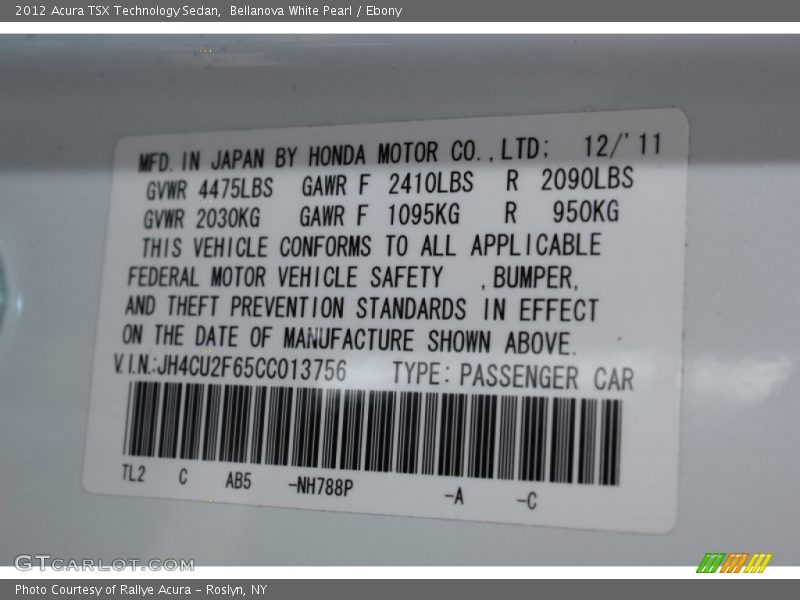 2012 Acura TSX Technology Sedan, Bellanova White Pearl / Ebony
MFD. IN JAPAN BY HONDA MOTOR CO.,LTD; 12/'11
GVWR 4475LBS GAWR F 2410LBS R 2090LBS
GVWR 2030KG GAWR F 1095KG R 950KG
THIS VEHICLE CONFORMS TO ALL APPLICABLE
FEDERAL MOTOR VEHICLE SAFETY ,BUMPER,
AND THEFT PREVENTION STANDARDS IN EFFECT
ON THE DATE OF MANUFACTURE SHOWN ABOVE.
V.I.N.:JH4CU2F65CC013756 TYPE: PASSENGER CAR
TL2 C AB5 -NH788P -A -C
GTCARLOT.COM
Photo Courtesy of Rallye Acura - Roslyn, NY